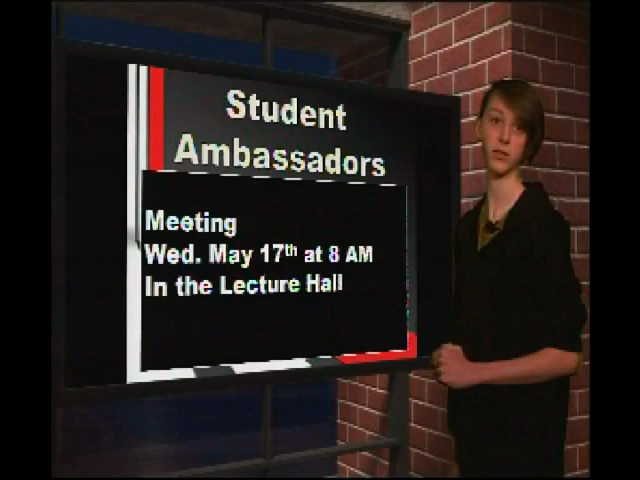 Student
Ambassadors
Meeting
Wed. May 17th at 8 AM
In the Lecture Hall